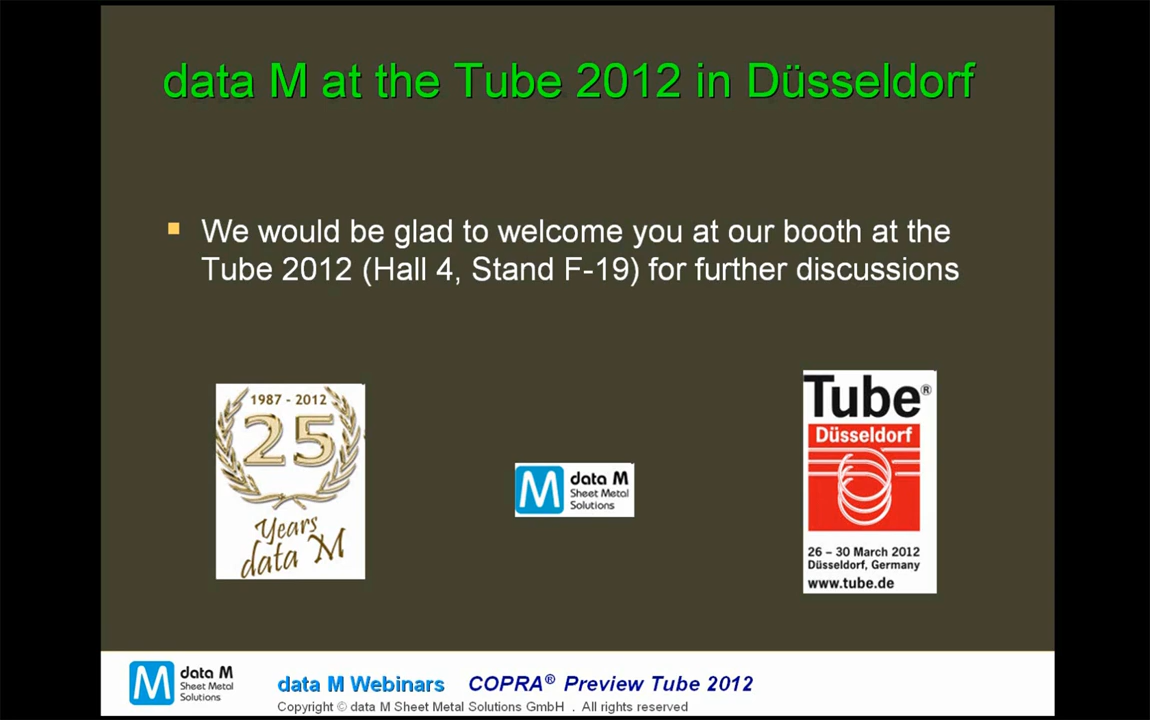 data M at the Tube 2012 in Düsseldorf
We would be glad to welcome you at our booth at the
Tube 2012 (Hall 4, Stand F-19) for further discussions
1987 - 2012
25
Years
data M
M data M
Sheet Metal
Solutions
Tube®
Düsseldorf
26 – 30 March 2012
Düsseldorf, Germany
www.tube.de
M data M
Sheet Metal
Solutions
data M Webinars COPRA® Preview Tube 2012
Copyright © data M Sheet Metal Solutions GmbH . All rights reserved